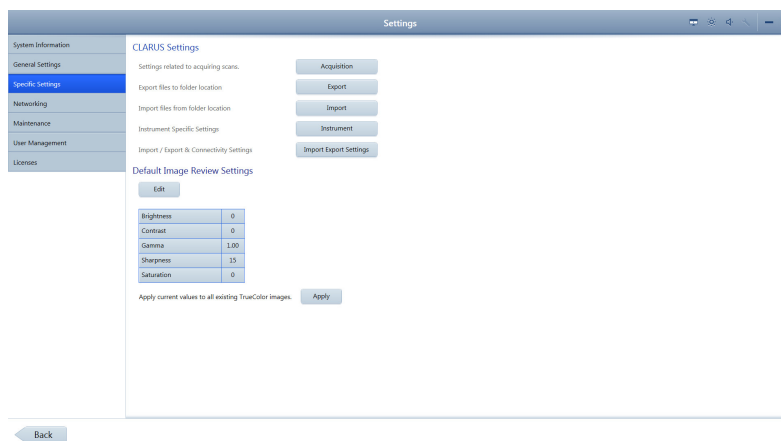 Settings
System Information
General Settings
Specific Settings
Networking
Maintenance
User Management
Licenses
CLARUS Settings
Settings related to acquiring scans. Acquisition
Export files to folder location Export
Import files from folder location Import
Instrument Specific Settings Instrument
Import / Export & Connectivity Settings Import Export Settings
Default Image Review Settings
Edit
Brightness 0
Contrast 0
Gamma 1.00
Sharpness 15
Saturation 0
Apply current values to all existing TrueColor images. Apply
Back